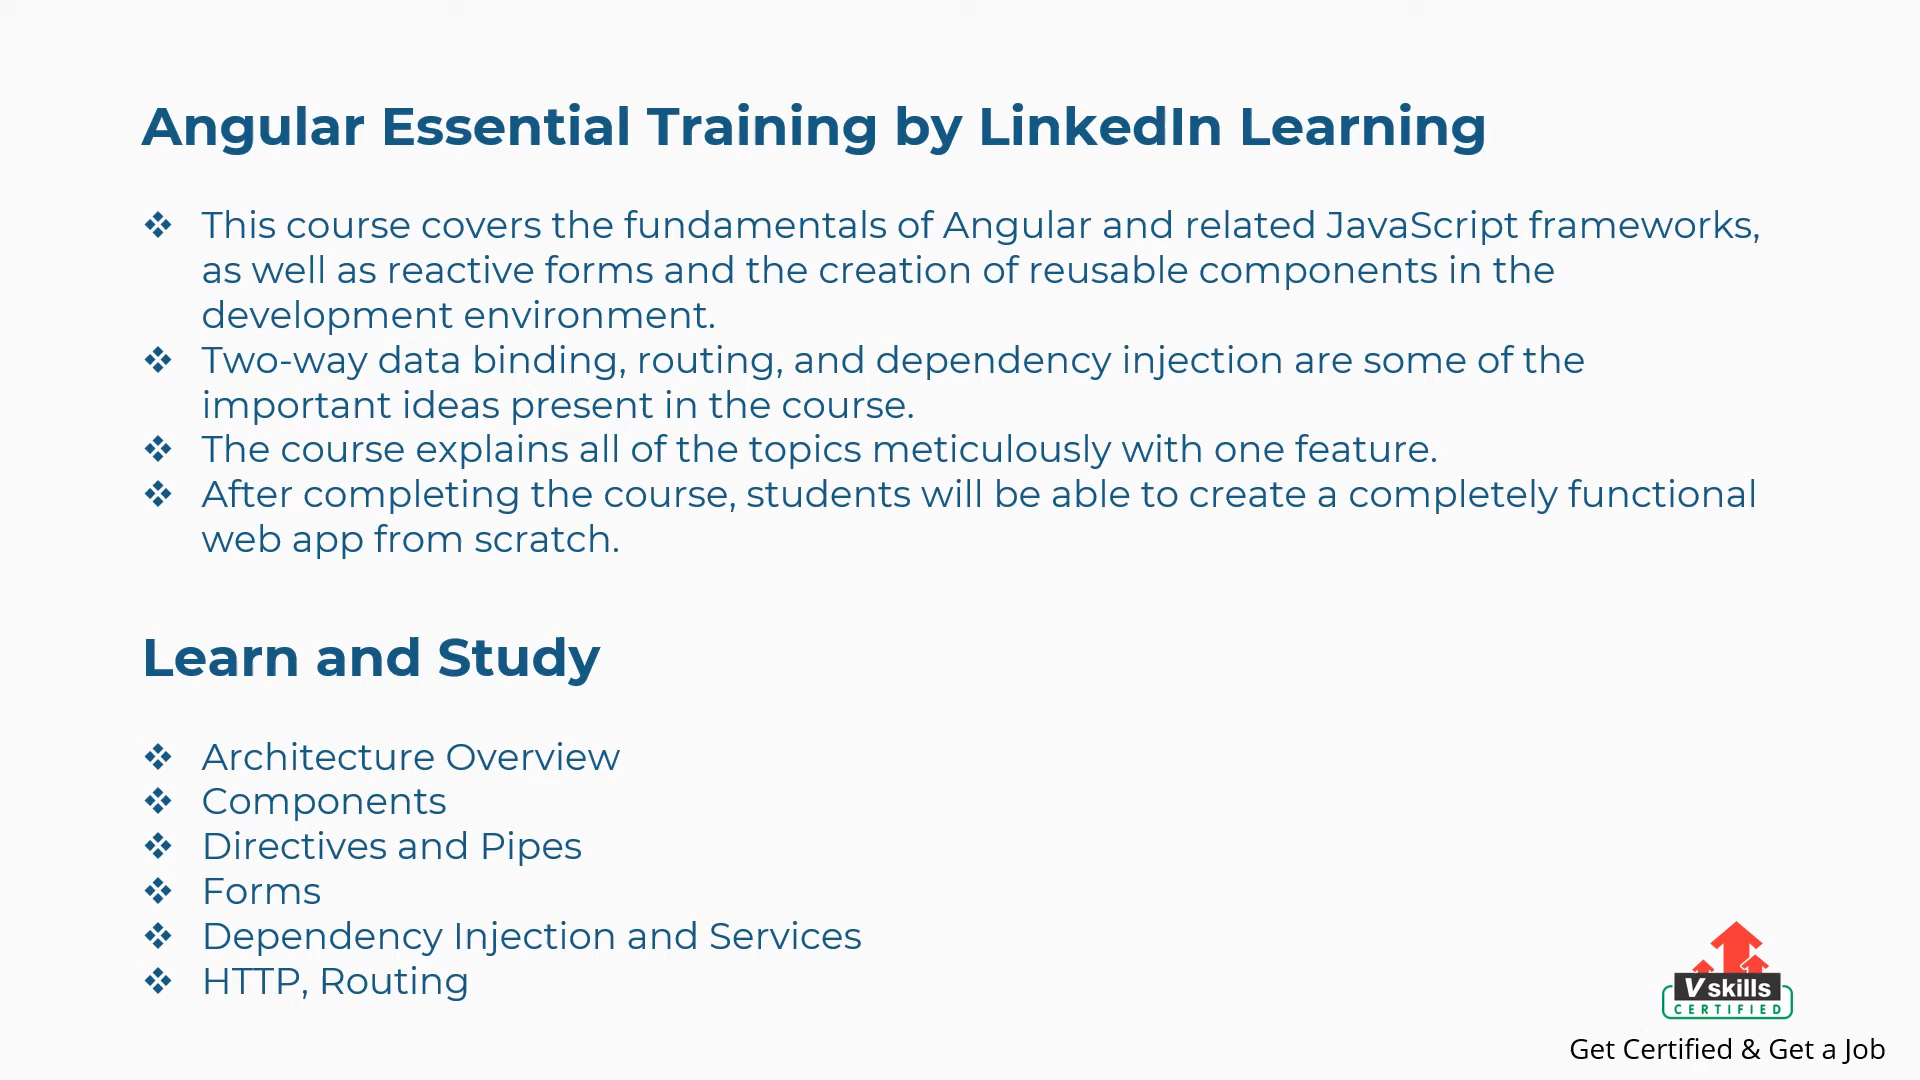 Angular Essential Training by LinkedIn Learning
❖ This course covers the fundamentals of Angular and related JavaScript frameworks,
as well as reactive forms and the creation of reusable components in the
development environment.
❖ Two-way data binding, routing, and dependency injection are some of the
important ideas present in the course.
❖ The course explains all of the topics meticulously with one feature.
❖ After completing the course, students will be able to create a completely functional
web app from scratch.
Learn and Study
❖ Architecture Overview
❖ Components
❖ Directives and Pipes
❖ Forms
❖ Dependency Injection and Services
❖ HTTP, Routing
Vskills
CERTIFIED
Get Certified & Get a Job